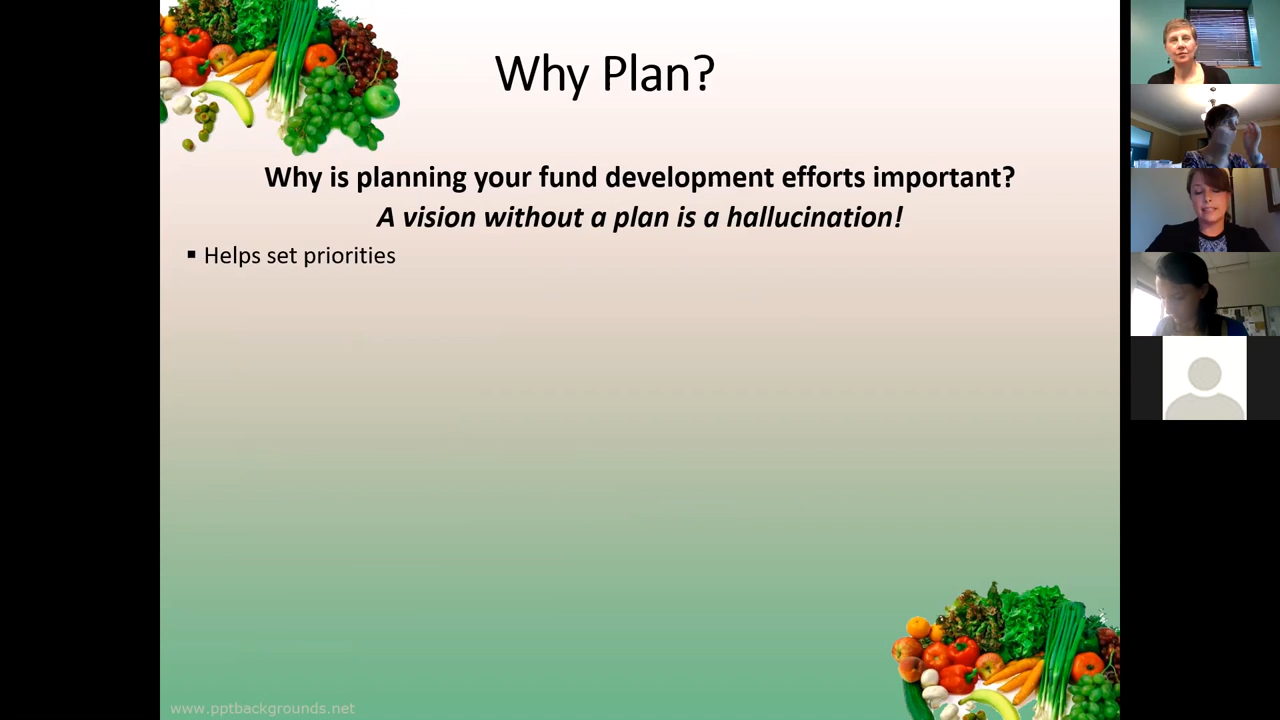 Why Plan?
Why is planning your fund development efforts important?
A vision without a plan is a hallucination!
▪ Helps set priorities
www.pptbackgrounds.net